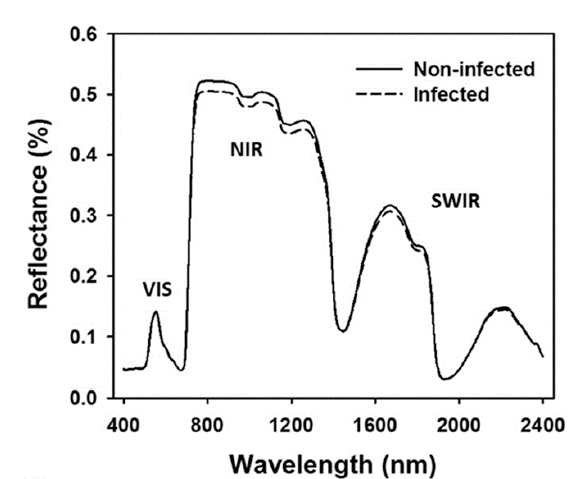 0.6
Non-infected
Infected
0.5
NIR
0.4
0.3
SWIR
0.2
VIS
0.1
0.0
Reflectance (%)
400 800 1200 1600 2000 2400
Wavelength (nm)